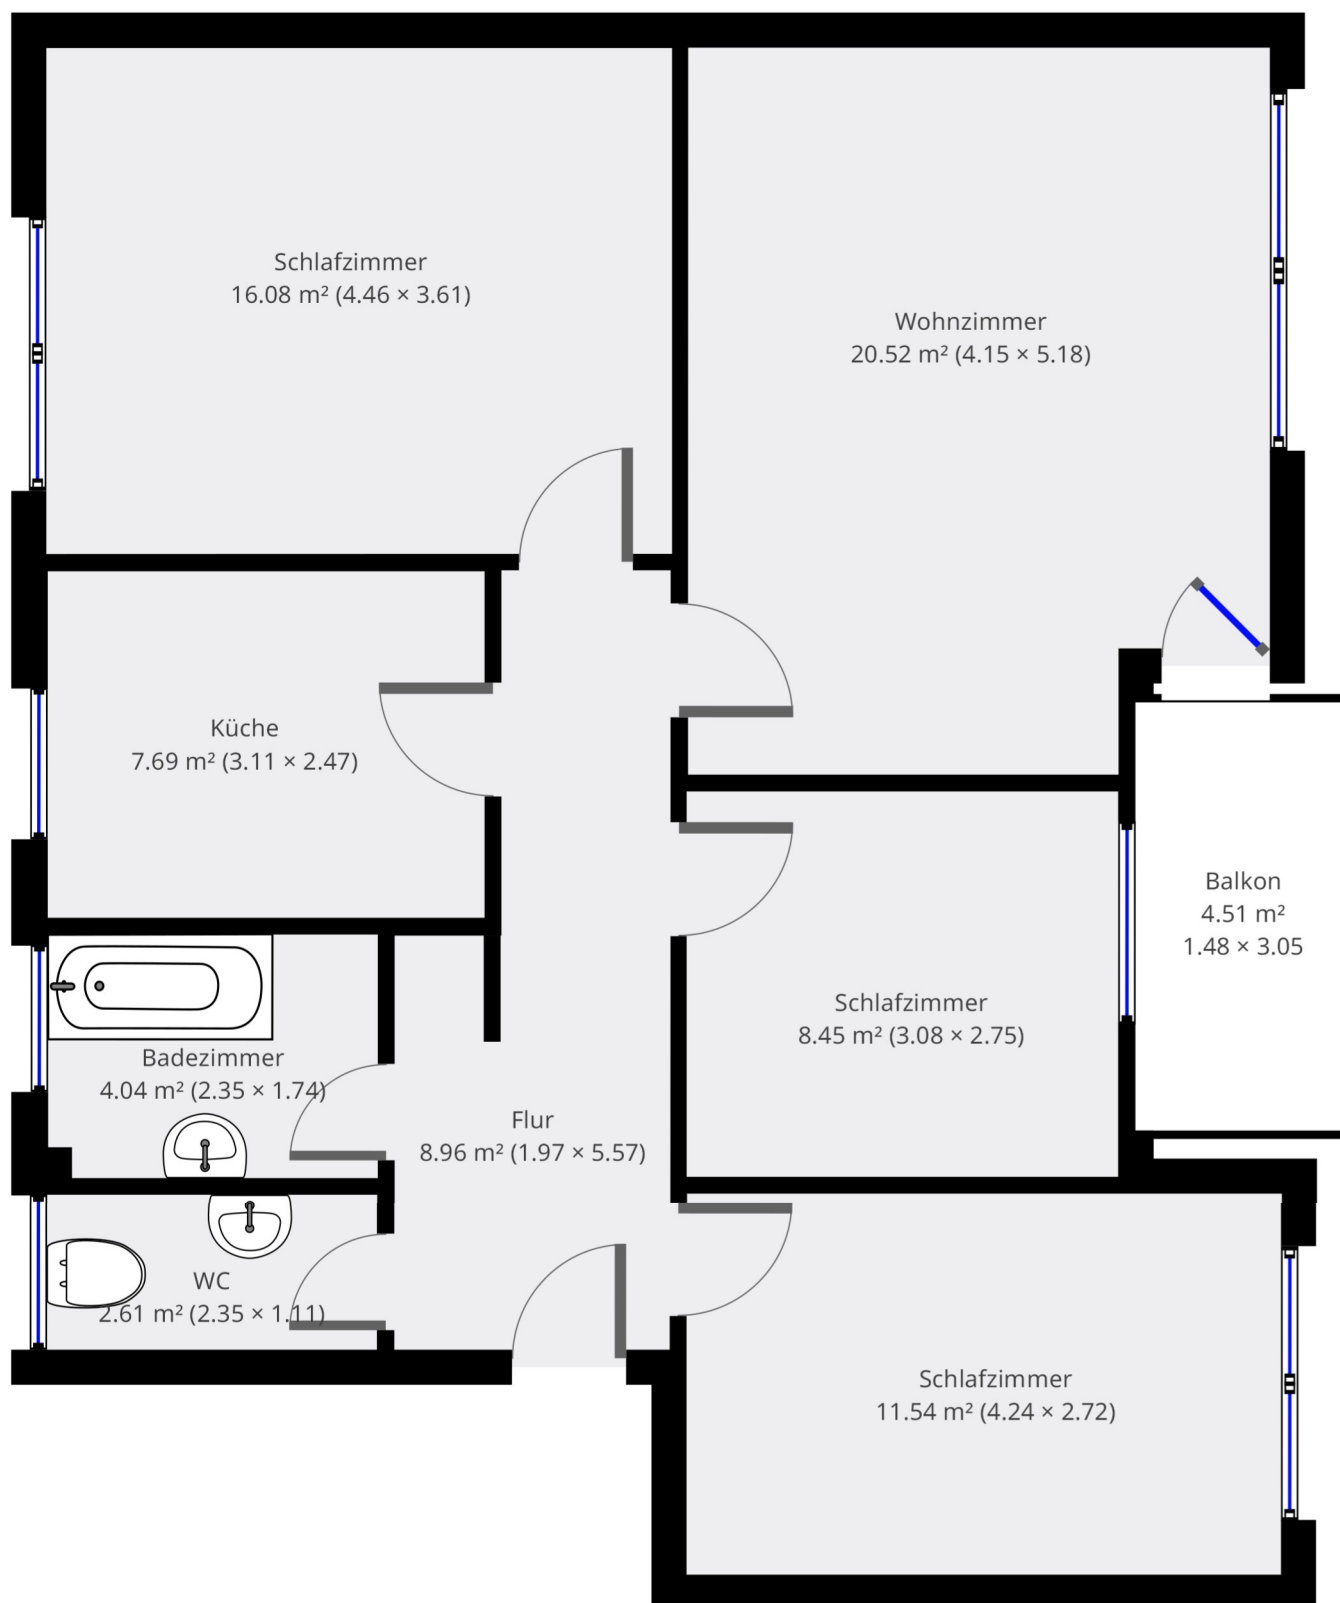 Schlafzimmer
16.08 m² (4.46 × 3.61)
Wohnzimmer
20.52 m² (4.15 × 5.18)
Küche
7.69 m² (3.11 × 2.47)
Balkon
4.51 m²
1.48 × 3.05
Schlafzimmer
8.45 m² (3.08 × 2.75)
Badezimmer
4.04 m² (2.35 × 1.74)
Flur
8.96 m² (1.97 × 5.57)
WC
2.61 m² (2.35 × 1.11)
Schlafzimmer
11.54 m² (4.24 × 2.72)